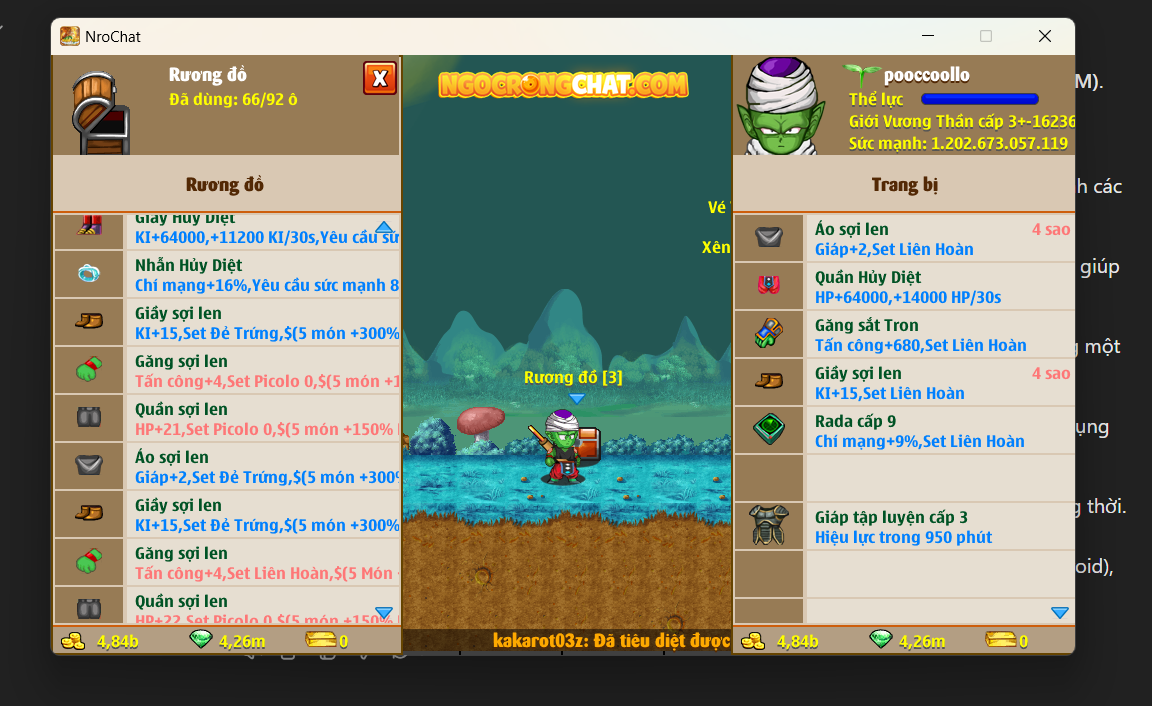 NroChat
Rương đồ
Đã dùng: 66/92 ô
X
Rương đồ
Giầy Hủy Diệt
KI+64000,+11200 KI/30s,Yêu cầu sứ
Nhẫn Hủy Diệt
Chí mạng+16%,Yêu cầu sức mạnh 8
Giầy sợi len
KI+15,Set Đẻ Trứng,$(5 món +300%
Găng sợi len
Tấn công+4,Set Picolo 0,$(5 món +1
Quần sợi len
HP+21,Set Picolo 0,$(5 món +150%
Áo sợi len
Giáp+2,Set Đẻ Trứng,$(5 món +300%
Giầy sợi len
KI+15,Set Đẻ Trứng,$(5 món +300%
Găng sợi len
Tấn công+4,Set Liên Hoàn,$(5 Món
Quần sợi len
HP+22,Set Picolo 0,$(5 món +150%
4,84b 4,26m 0
NGOCRONGCHAT.COM
Vé
Xên
Rương đồ [3]
kakarot03z: Đã tiêu diệt được
pooccoollo
Thể lực
Giới Vương Thần cấp 3+-16236
Sức mạnh: 1.202.673.057.119
Trang bị
Áo sợi len 4 sao
Giáp+2,Set Liên Hoàn
Quần Hủy Diệt
HP+64000,+14000 HP/30s
Găng sắt Tron
Tấn công+680,Set Liên Hoàn
Giầy sợi len 4 sao
KI+15,Set Liên Hoàn
Rada cấp 9
Chí mạng+9%,Set Liên Hoàn
Giáp tập luyện cấp 3
Hiệu lực trong 950 phút
4,84b 4,26m 0
M).
h các
giúp
một
ụng
thời.
oid),